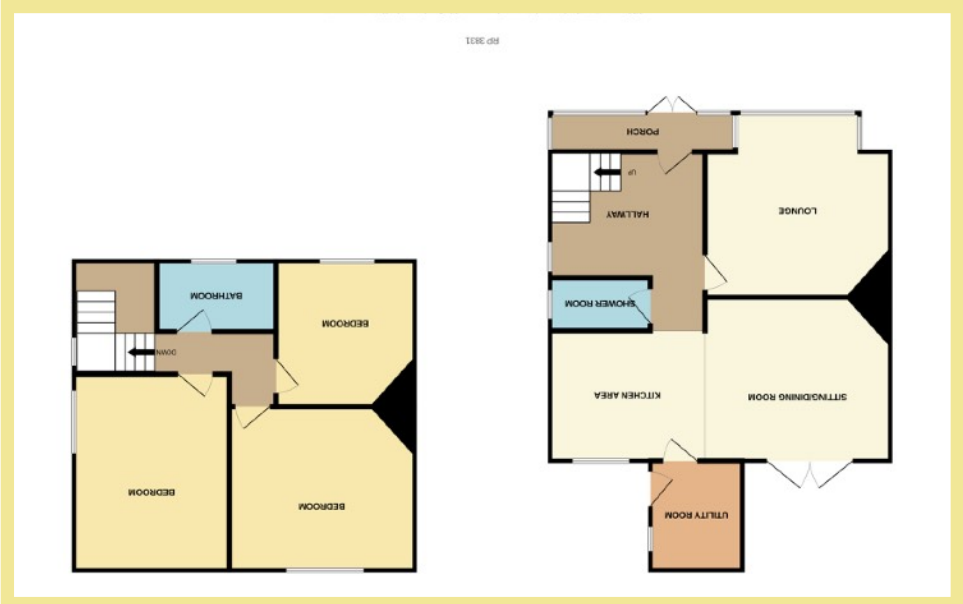 RP 3831
PORCH
UP
HALLWAY
LOUNGE
SHOWER ROOM
KITCHEN AREA
SITTING/DINING ROOM
UTILITY ROOM
BATHROOM
BEDROOM
DOWN
BEDROOM
BEDROOM